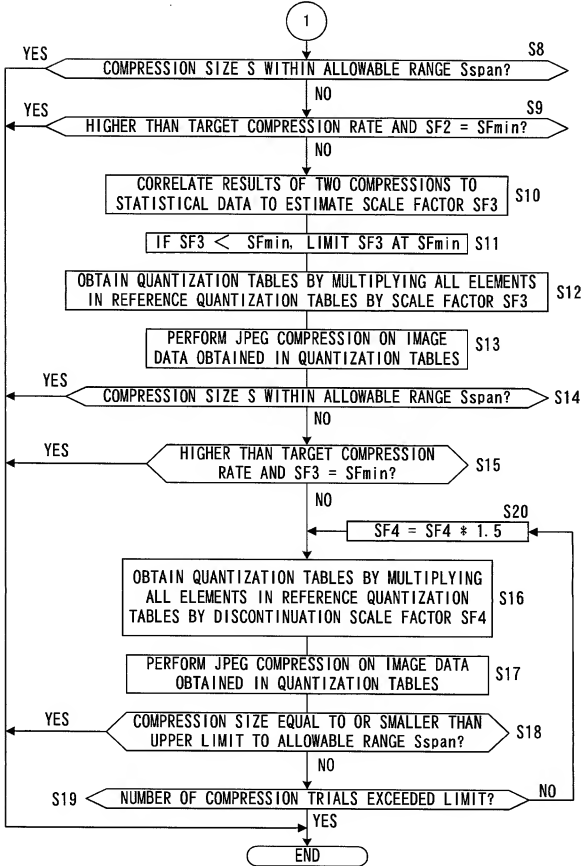 1
YES
COMPRESSION SIZE S WITHIN ALLOWABLE RANGE Sspan?
S8
NO
YES
HIGHER THAN TARGET COMPRESSION RATE AND SF2 = SFmin?
S9
NO
CORRELATE RESULTS OF TWO COMPRESSIONS TO
STATISTICAL DATA TO ESTIMATE SCALE FACTOR SF3
S10
IF SF3 < SFmin, LIMIT SF3 AT SFmin
S11
OBTAIN QUANTIZATION TABLES BY MULTIPLYING ALL ELEMENTS
IN REFERENCE QUANTIZATION TABLES BY SCALE FACTOR SF3
S12
PERFORM JPEG COMPRESSION ON IMAGE
DATA OBTAINED IN QUANTIZATION TABLES
S13
YES
COMPRESSION SIZE S WITHIN ALLOWABLE RANGE Sspan?
S14
NO
YES
HIGHER THAN TARGET COMPRESSION
RATE AND SF3 = SFmin?
S15
NO
S20
SF4 = SF4 * 1.5
OBTAIN QUANTIZATION TABLES BY MULTIPLYING
ALL ELEMENTS IN REFERENCE QUANTIZATION
TABLES BY DISCONTINUATION SCALE FACTOR SF4
S16
PERFORM JPEG COMPRESSION ON IMAGE DATA
OBTAINED IN QUANTIZATION TABLES
S17
YES
COMPRESSION SIZE EQUAL TO OR SMALLER THAN
UPPER LIMIT TO ALLOWABLE RANGE Sspan?
S18
NO
S19
NUMBER OF COMPRESSION TRIALS EXCEEDED LIMIT?
NO
YES
END